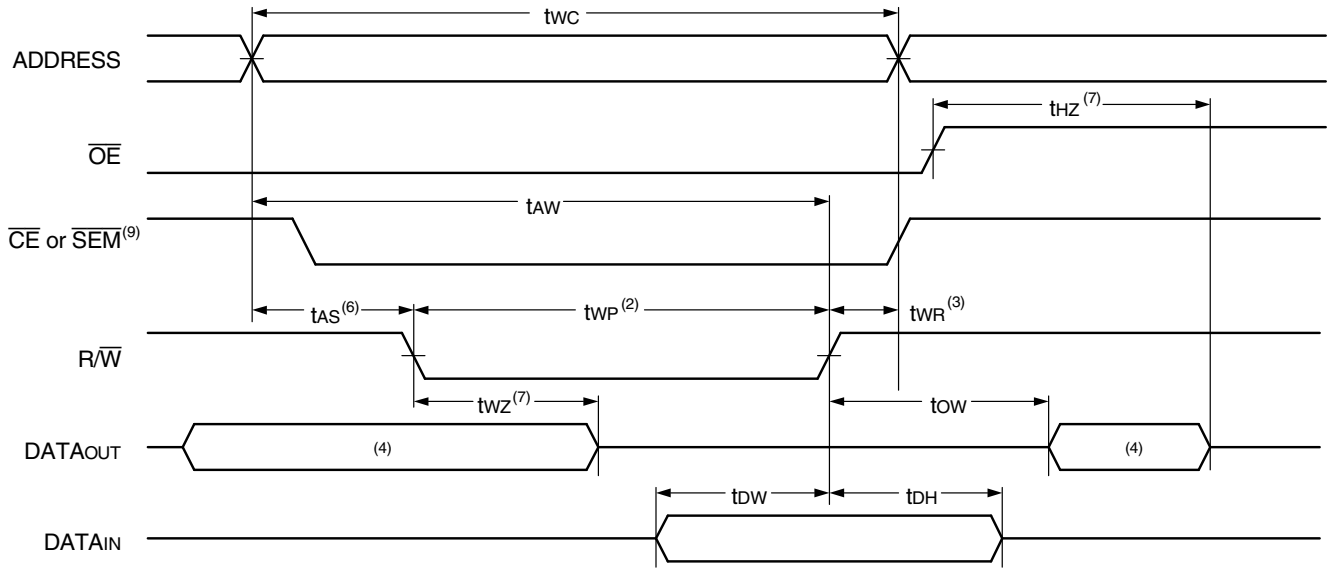 tWC
ADDRESS
tHZ(7)
OE
tAW
CE or SEM(9)
tAS(6) tWP(2) tWR(3)
R/W
tWZ(7) tOW
DATAOUT (4) (4)
tDW tDH
DATAIN